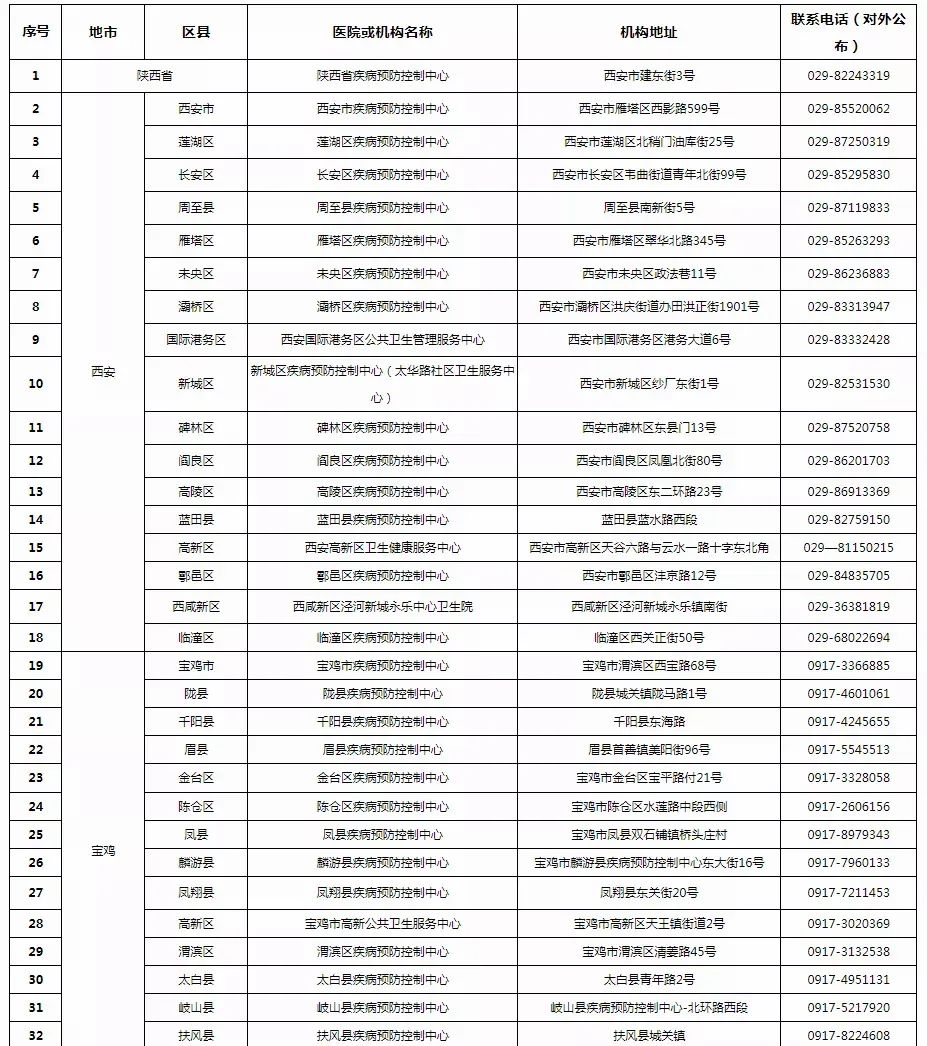 序号 地市 区县 医院或机构名称 机构地址 联系电话（对外公
布）
1 陕西省 陕西省疾病预防控制中心 西安市建东街3号 029-82243319
2 西安市 西安市疾病预防控制中心 西安市雁塔区西影路599号 029-85520062
3 莲湖区 莲湖区疾病预防控制中心 西安市莲湖区北稍门油库街25号 029-87250319
4 长安区 长安区疾病预防控制中心 西安市长安区韦曲街道青年北街99号 029-85295830
5 周至县 周至县疾病预防控制中心 周至县南新街5号 029-87119833
6 雁塔区 雁塔区疾病预防控制中心 西安市雁塔区翠华北路345号 029-85263293
7 未央区 未央区疾病预防控制中心 西安市未央区政法巷11号 029-86236883
8 灞桥区 灞桥区疾病预防控制中心 西安市灞桥区洪庆街道办田洪正街1901号 029-83313947
9 国际港务区 西安国际港务区公共卫生管理服务中心 西安市国际港务区港务大道6号 029-83332428
西安
10 新城区 新城区疾病预防控制中心（太华路社区卫生服务中
心） 西安市新城区纱厂东街1号 029-82531530
11 碑林区 碑林区疾病预防控制中心 西安市碑林区东县门13号 029-87520758
12 阎良区 阎良区疾病预防控制中心 西安市阎良区凤凰北街80号 029-86201703
13 高陵区 高陵区疾病预防控制中心 西安市高陵区东二环路23号 029-86913369
14 蓝田县 蓝田县疾病预防控制中心 蓝田县蓝水路西段 029-82759150
15 高新区 西安高新区卫生健康服务中心 西安市高新区天谷六路与云水一路十字东北角 029—81150215
16 鄠邑区 鄠邑区疾病预防控制中心 西安市鄠邑区沣京路12号 029-84835705
17 西咸新区 西咸新区泾河新城永乐中心卫生院 西咸新区泾河新城永乐镇南街 029-36381819
18 临潼区 临潼区疾病预防控制中心 临潼区西关正街50号 029-68022694
19 宝鸡市 宝鸡市疾病预防控制中心 宝鸡市渭滨区西宝路68号 0917-3366885
20 陇县 陇县疾病预防控制中心 陇县城关镇陇马路1号 0917-4601061
21 千阳县 千阳县疾病预防控制中心 千阳县东海路 0917-4245655
22 眉县 眉县疾病预防控制中心 眉县首善镇美阳街96号 0917-5545513
23 金台区 金台区疾病预防控制中心 宝鸡市金台区宝平路付21号 0917-3328058
24 陈仓区 陈仓区疾病预防控制中心 宝鸡市陈仓区水莲路中段西侧 0917-2606156
25 凤县 凤县疾病预防控制中心 宝鸡市凤县双石铺镇桥头庄村 0917-8979343
宝鸡
26 麟游县 麟游县疾病预防控制中心 宝鸡市麟游县疾病预防控制中心东大街16号 0917-7960133
27 凤翔县 凤翔县疾病预防控制中心 凤翔县东关街20号 0917-7211453
28 高新区 宝鸡市高新公共卫生服务中心 宝鸡市高新区天王镇街道2号 0917-3020369
29 渭滨区 渭滨区疾病预防控制中心 宝鸡市渭滨区清姜路45号 0917-3132538
30 太白县 太白县疾病预防控制中心 太白县青年路2号 0917-4951131
31 岐山县 岐山县疾病预防控制中心 岐山县疾病预防控制中心-北环路西段 0917-5217920
32 扶风县 扶风县疾病预防控制中心 扶风县城关镇 0917-8224608